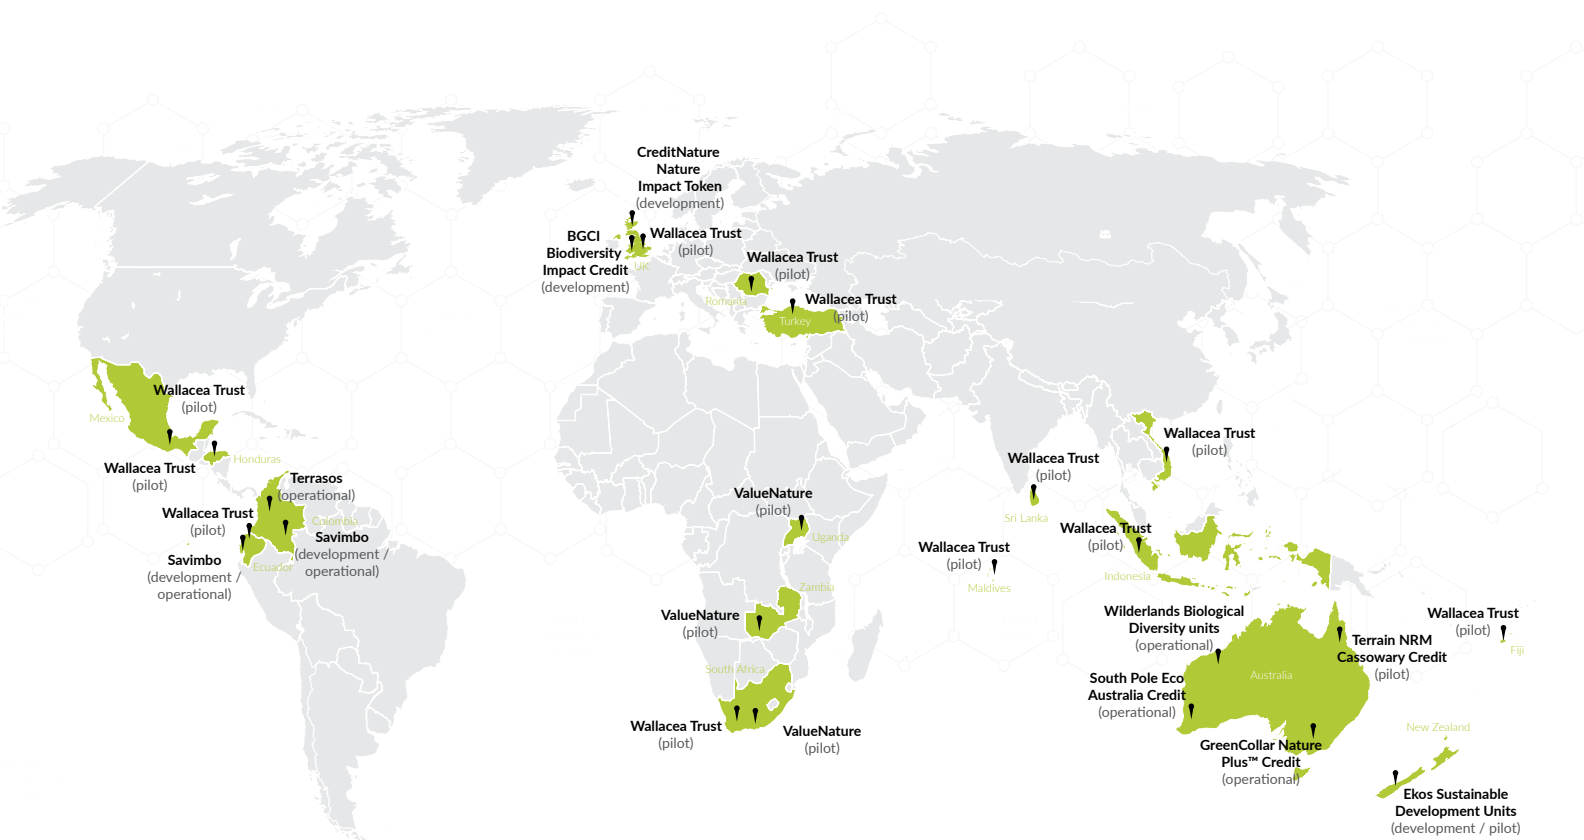 CreditNature
Nature
Impact Token
(development)
BGCI
Biodiversity
Impact Credit
(development)
Wallacea Trust
(pilot)
UK
Wallacea Trust
(pilot)
Romania
Wallacea Trust
(pilot)
Turkey
Wallacea Trust
(pilot)
Mexico
Wallacea Trust
(pilot)
Honduras
Terrasos
(operational)
Colombia
Wallacea Trust
(pilot)
Savimbo
(development /
operational)
Savimbo
(development /
operational)
Ecuador
ValueNature
(pilot)
Uganda
Zambia
ValueNature
(pilot)
South Africa
Wallacea Trust
(pilot)
ValueNature
(pilot)
Wallacea Trust
(pilot)
Wallacea Trust
(pilot)
Sri Lanka
Wallacea Trust
(pilot)
Indonesia
Wallacea Trust
(pilot)
Maldives
Wilderlands Biological
Diversity units
(operational)
Terrain NRM
Cassowary Credit
(pilot)
South Pole Eco
Australia Credit
(operational)
Australia
GreenCollar Nature
Plus™ Credit
(operational)
Wallacea Trust
(pilot)
Fiji
New Zealand
Ekos Sustainable
Development Units
(development / pilot)